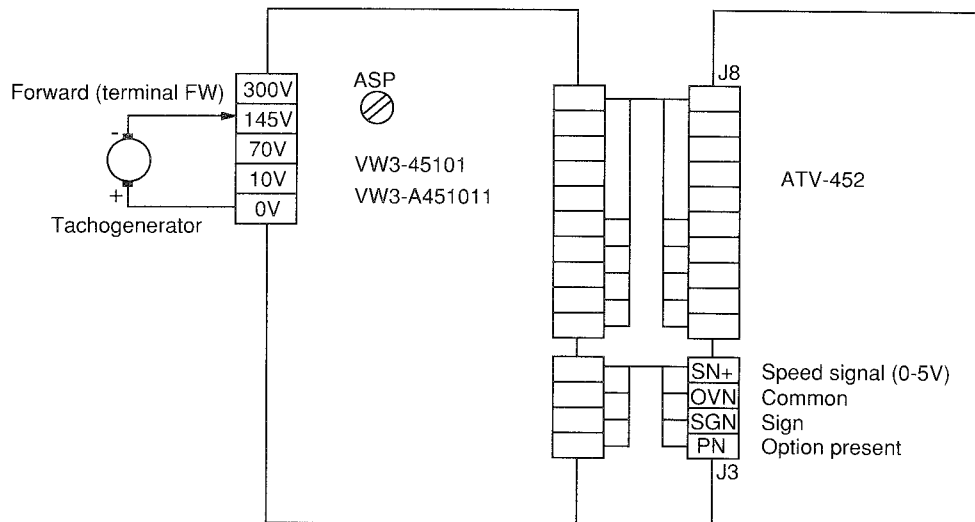 J8
Forward (terminal FW)
300V
145V
70V
10V
0V
-
+
Tachogenerator
ASP
VW3-45101
VW3-A451011
ATV-452
SN+ Speed signal (0-5V)
OVN Common
SGN Sign
PN Option present
J3